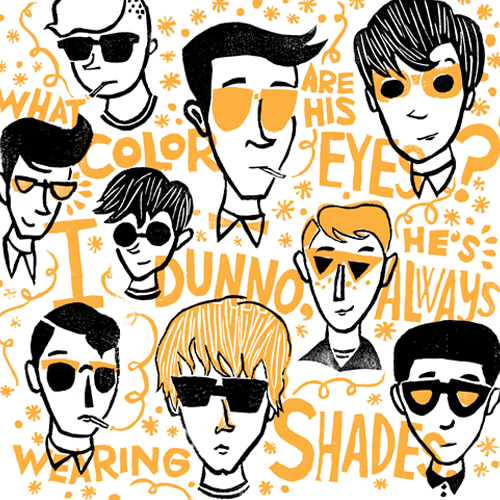 WHAT
COLOR
ARE
HIS
EYES?
I DUNNO,
HE'S
ALWAYS
WEARING SHADES.